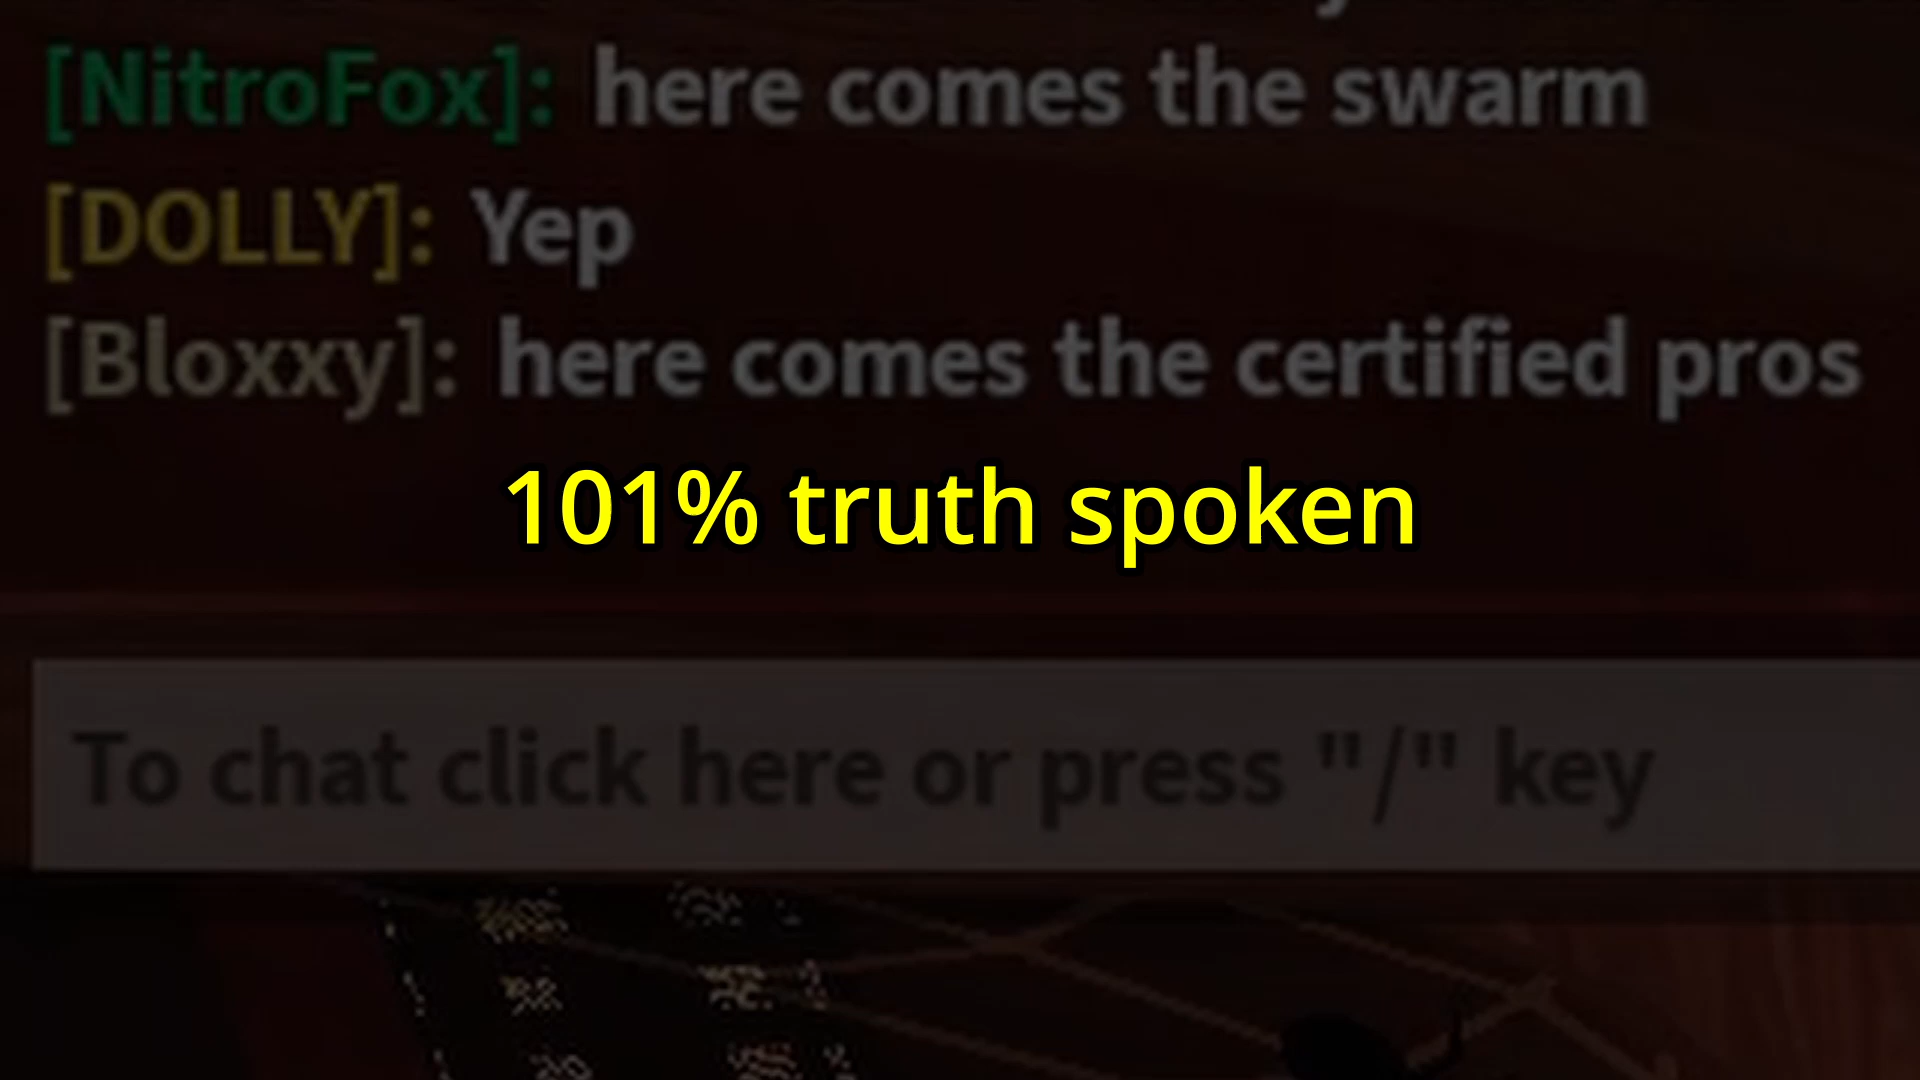 [NitroFox]: here comes the swarm
[DOLLY]: Yep
[Bloxxy]: here comes the certified pros
101% truth spoken
To chat click here or press "/" key